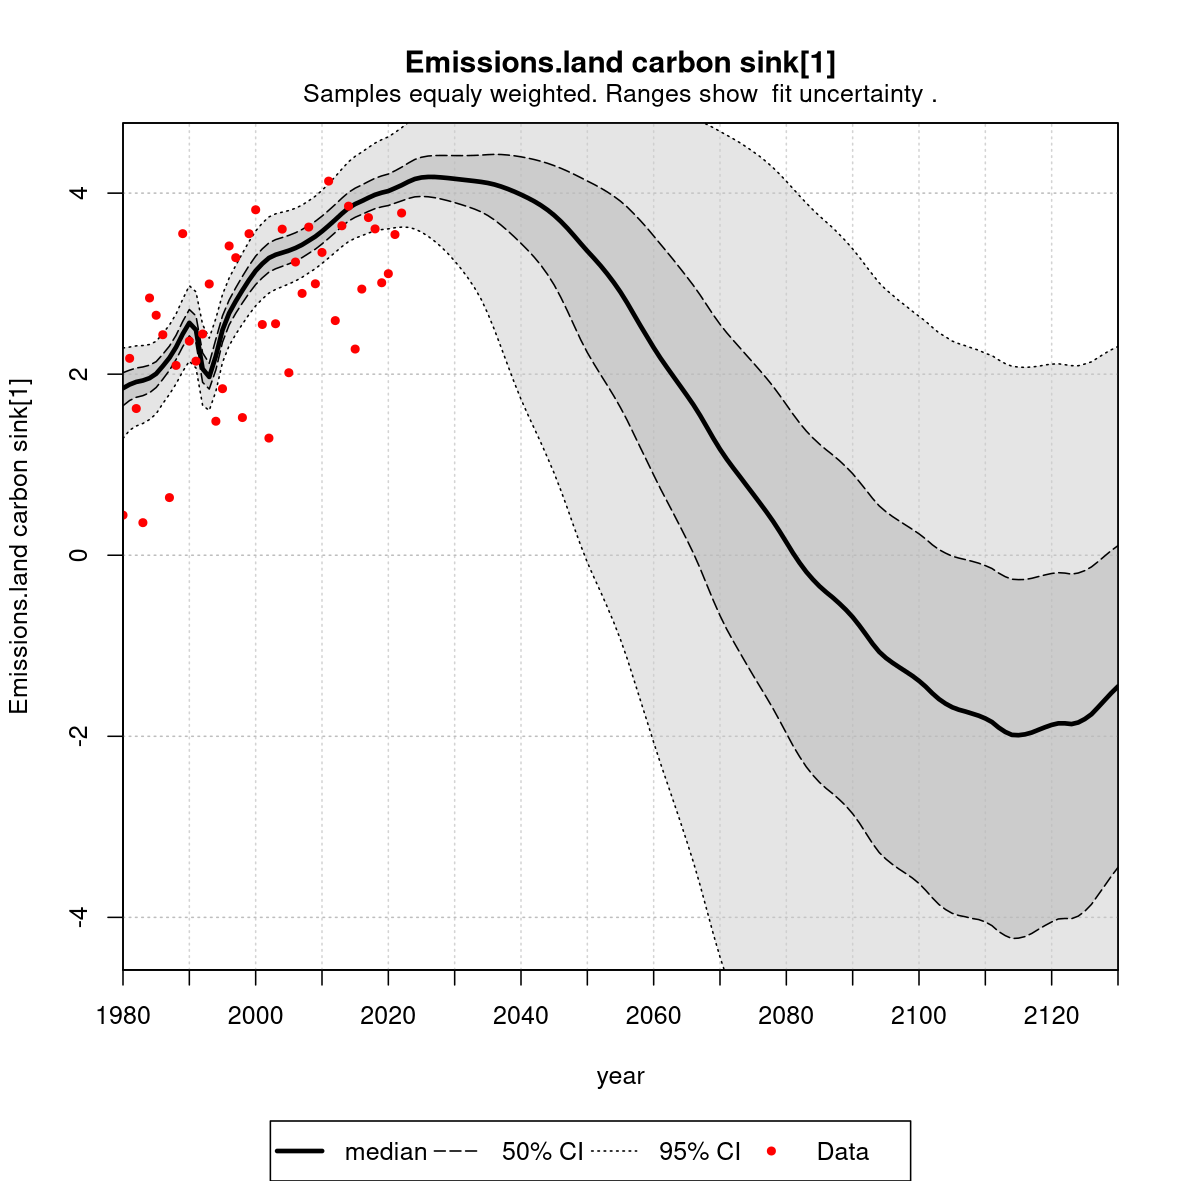 Emissions.land carbon sink[1]
Samples equaly weighted. Ranges show  fit uncertainty .
Emissions.land carbon sink[1]
4
2
0
-2
-4
1980 2000 2020 2040 2060 2080 2100 2120
year
median 50% CI 95% CI Data